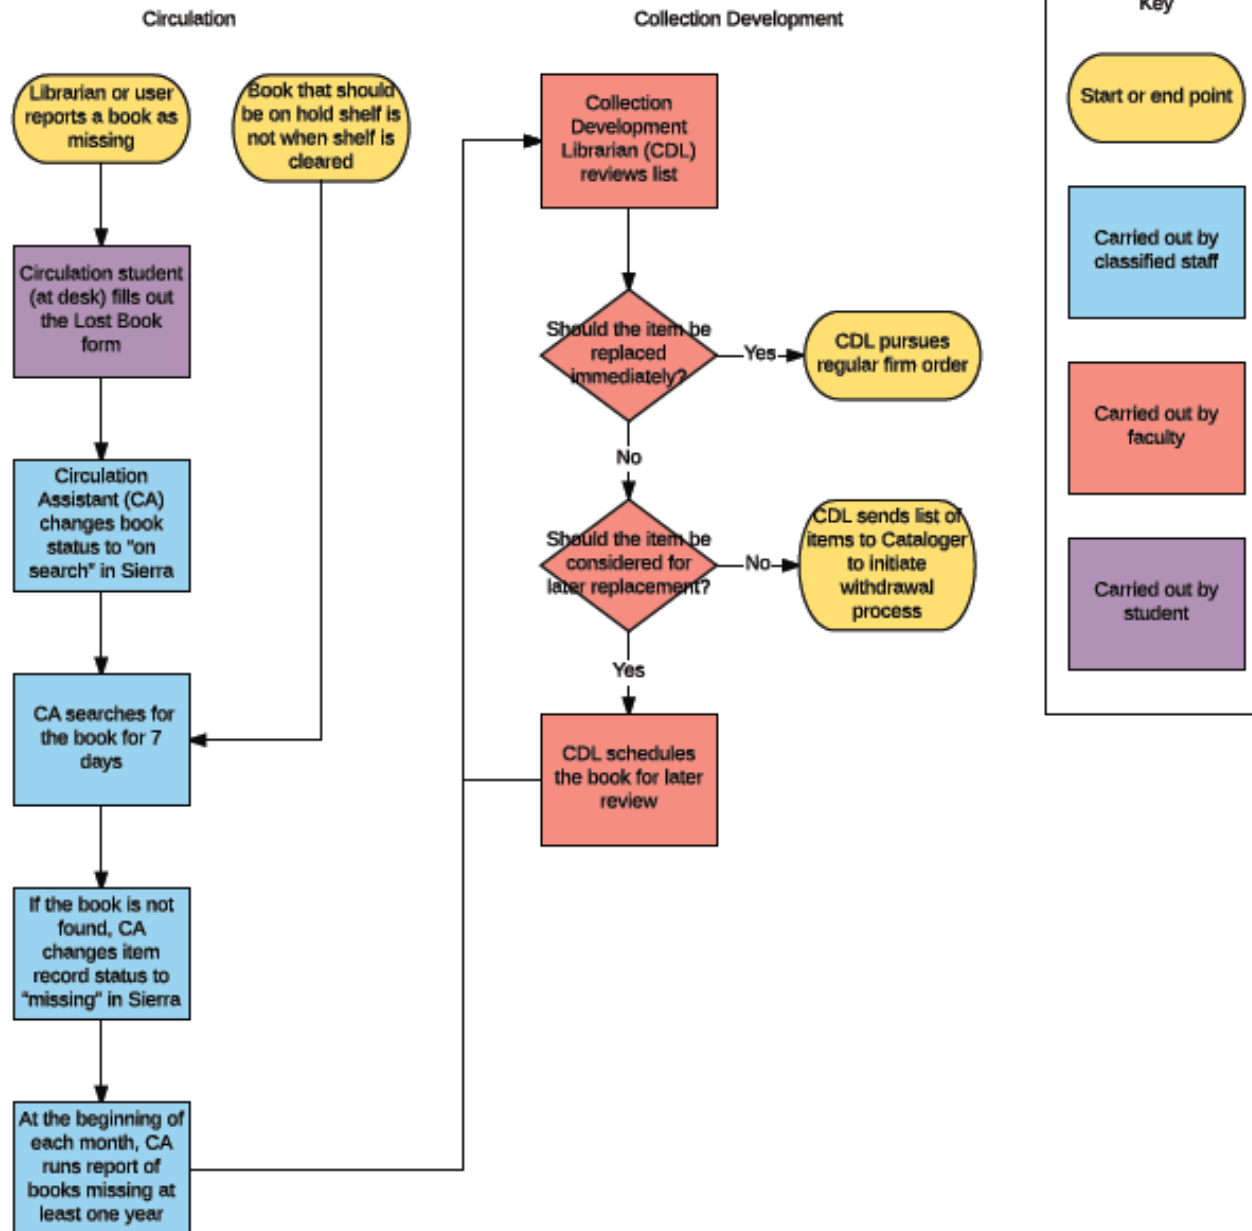 Circulation
Librarian or user
reports a book as
missing
Book that should
be on hold shelf is
not when shelf is
cleared
Circulation student
(at desk) fills out
the Lost Book
form
Circulation
Assistant (CA)
changes book
status to "on
search" in Sierra
CA searches for
the book for 7
days
If the book is not
found, CA
changes item
record status to
"missing" in Sierra
At the beginning of
each month, CA
runs report of
books missing at
least one year
Collection Development
Collection
Development
Librarian (CDL)
reviews list
Should the item be
replaced
immediately?
Yes
CDL pursues
regular firm order
No
Should the item be
considered for
later replacement?
No
CDL sends list of
items to Cataloger
to initiate
withdrawal
process
Yes
CDL schedules
the book for later
review
Key
Start or end point
Carried out by
classified staff
Carried out by
faculty
Carried out by
student